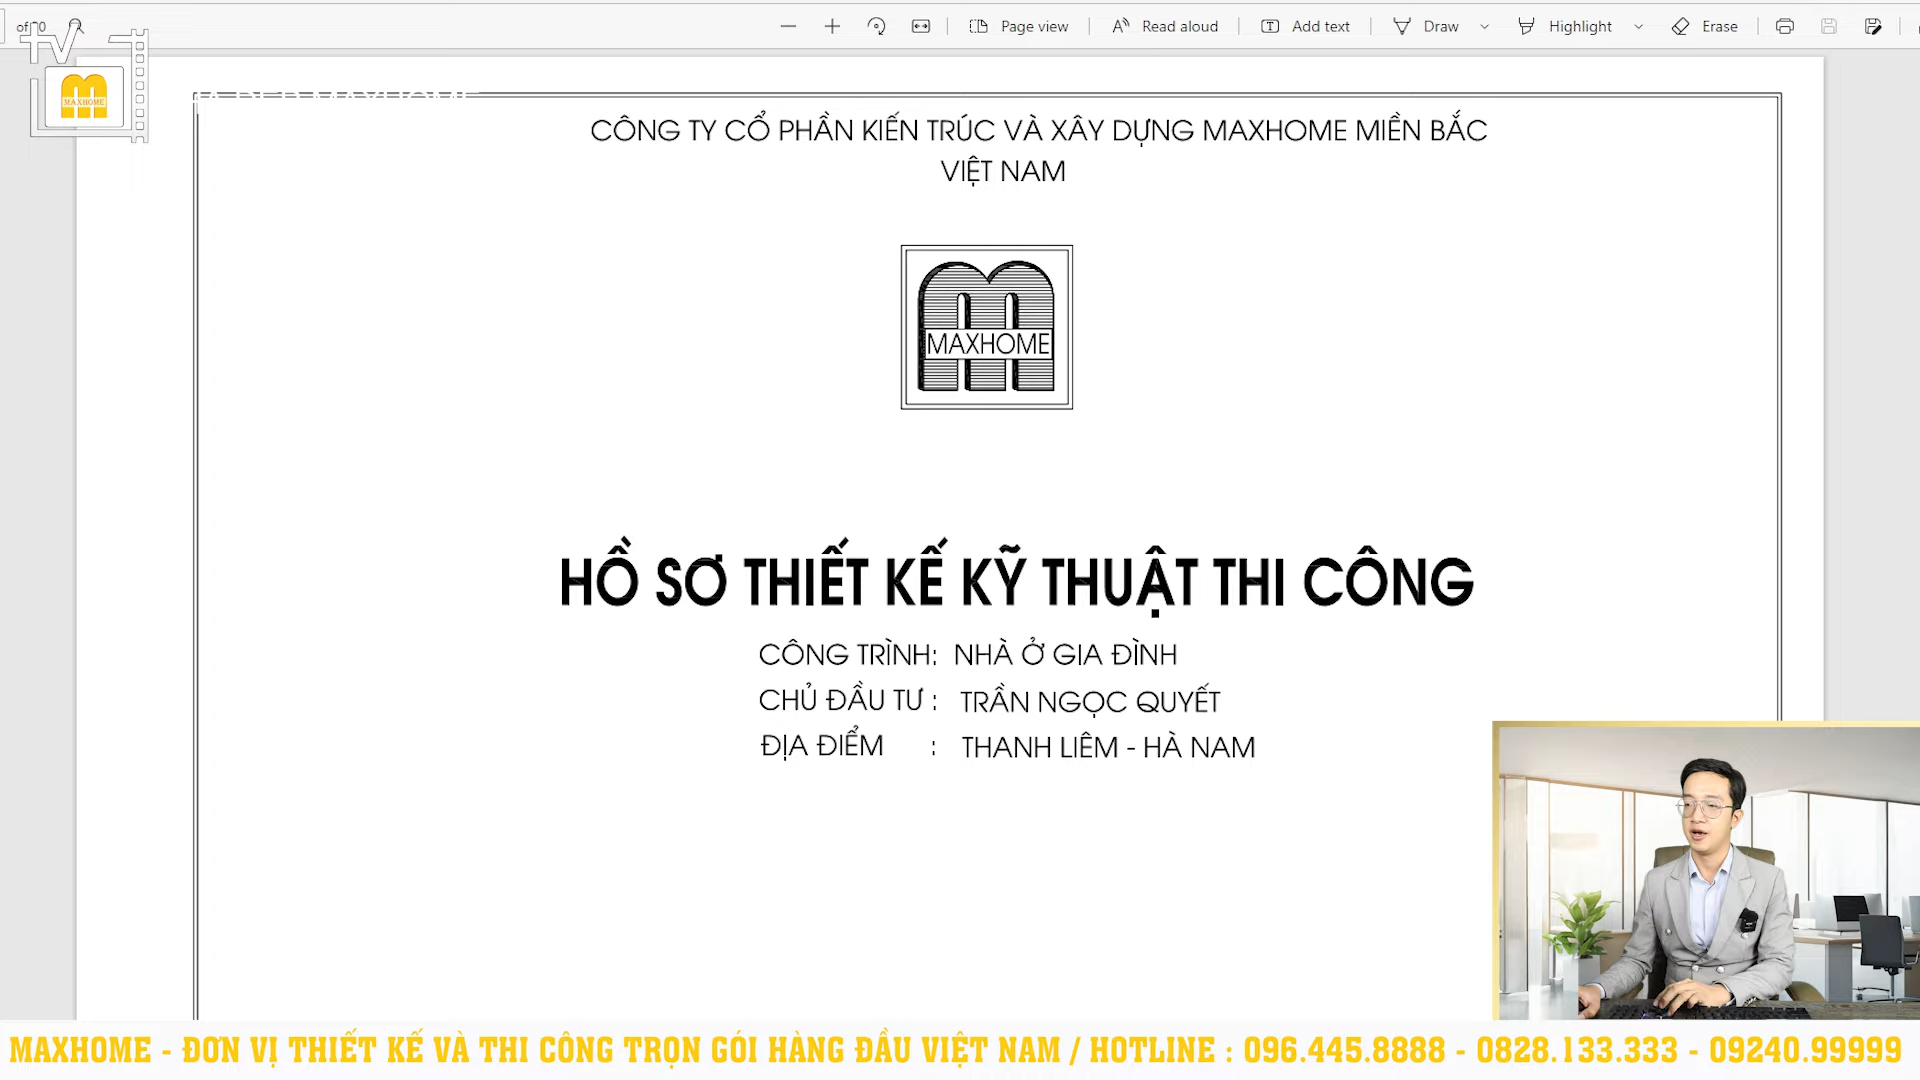 Page view
Read aloud
Add text
Draw
Highlight
Erase
TV
MAXHOME
CÔNG TY CỔ PHẦN KIẾN TRÚC VÀ XÂY DỰNG MAXHOME MIỀN BẮC
VIỆT NAM
MAXHOME
HỒ SƠ THIẾT KẾ KỸ THUẬT THI CÔNG
CÔNG TRÌNH: NHÀ Ở GIA ĐÌNH
CHỦ ĐẦU TƯ : TRẦN NGỌC QUYẾT
ĐỊA ĐIỂM : THANH LIÊM - HÀ NAM
MAXHOME - ĐƠN VỊ THIẾT KẾ VÀ THI CÔNG TRỌN GÓI HÀNG ĐẦU VIỆT NAM / HOTLINE : 096.445.8888 - 0828.133.333 - 09240.99999